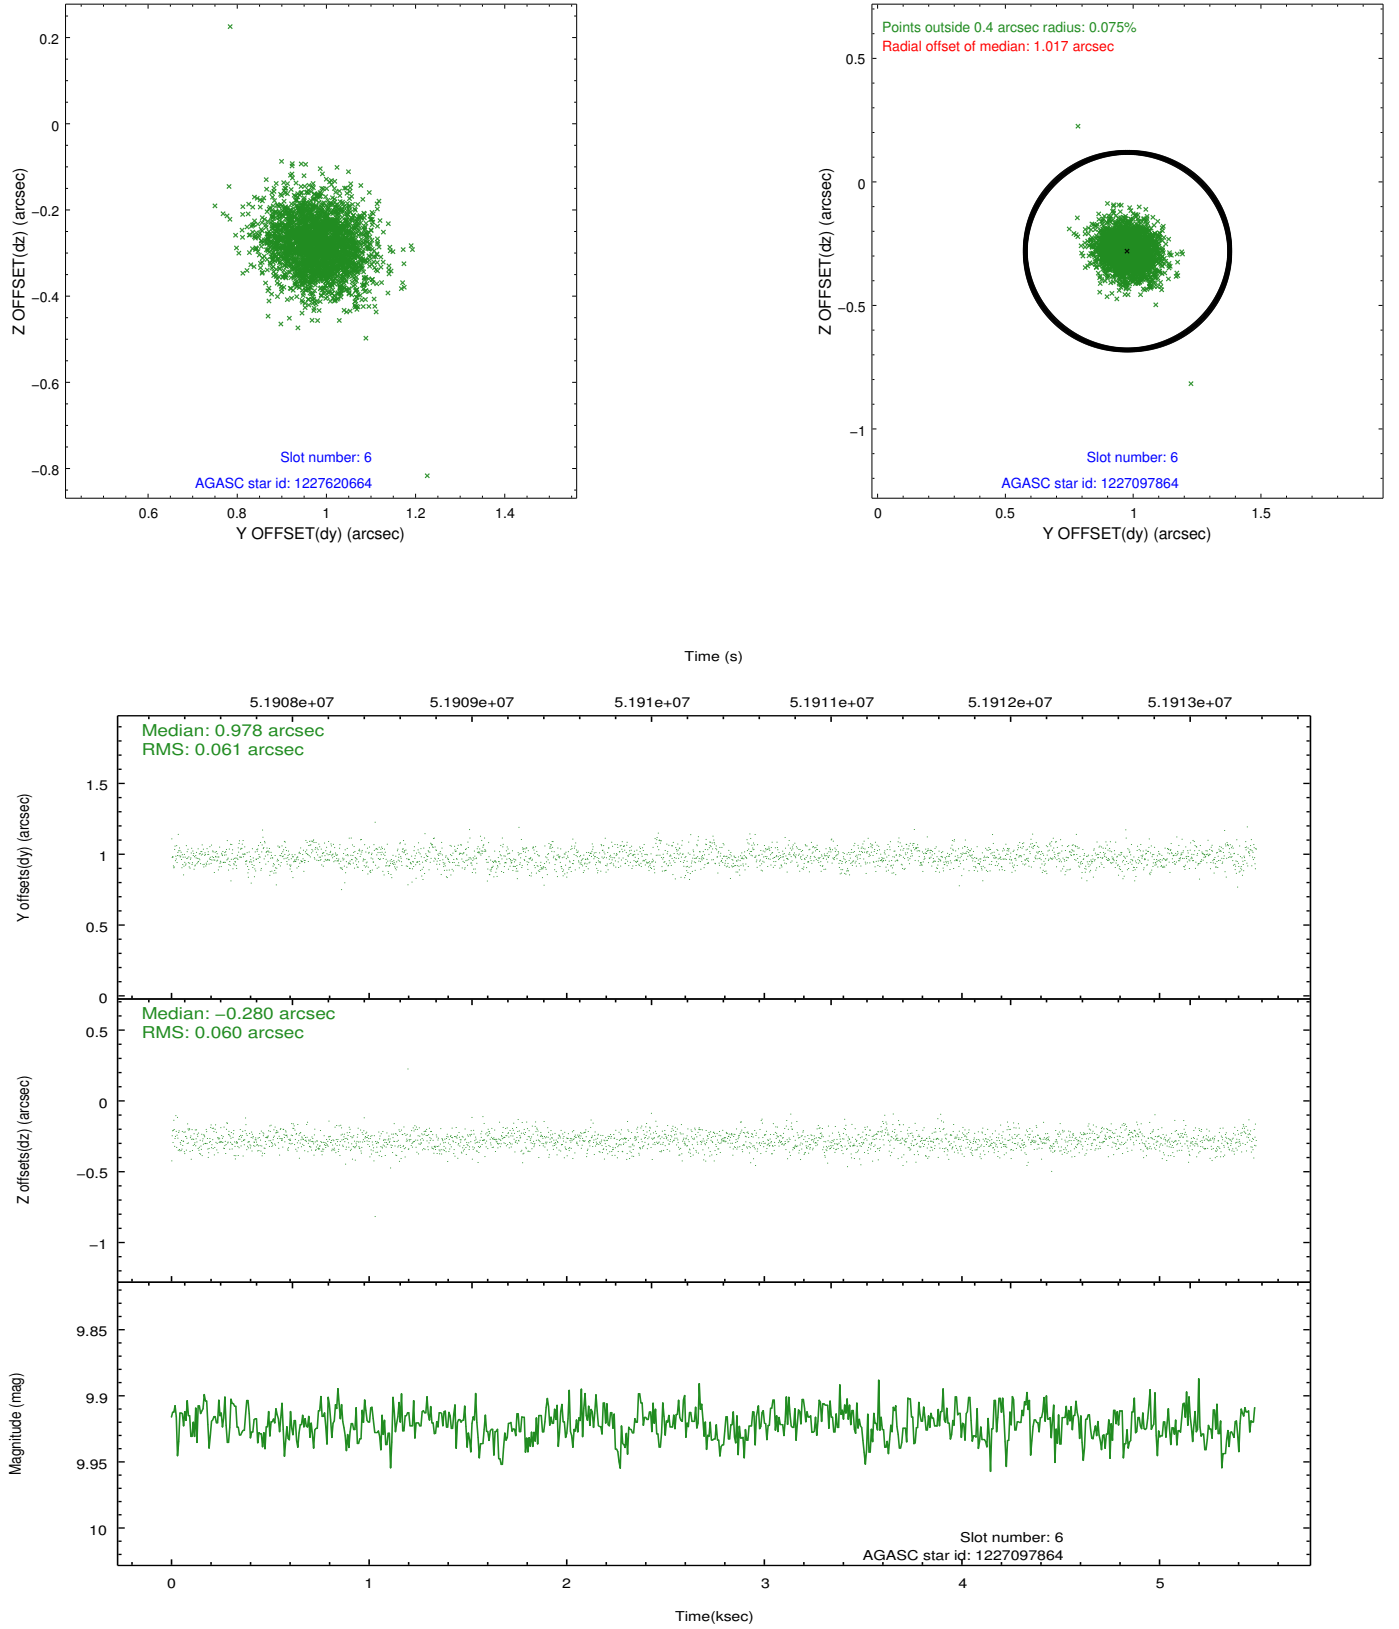 0.2
0
−0.2
−0.4
−0.6
−0.8
Z OFFSET(dz) (arcsec)
Slot number: 6
AGASC star id: 1227620664
0.6
0.8
1
1.2
1.4
Y OFFSET(dy) (arcsec)
Points outside 0.4 arcsec radius: 0.075%
Radial offset of median: 1.017 arcsec
0.5
0
−0.5
−1
Z OFFSET(dz) (arcsec)
Slot number: 6
AGASC star id: 1227097864
0
0.5
1
1.5
Y OFFSET(dy) (arcsec)
Time (s)
5.1908e+07
5.1909e+07
5.191e+07
5.1911e+07
5.1912e+07
5.1913e+07
Median: 0.978 arcsec
RMS: 0.061 arcsec
1.5
1
0.5
0
Y offsets(dy) (arcsec)
Median: −0.280 arcsec
RMS: 0.060 arcsec
0.5
0
−0.5
−1
Z offsets(dz) (arcsec)
9.85
9.9
9.95
10
Magnitude (mag)
Slot number: 6
AGASC star id: 1227097864
0
1
2
3
4
5
Time(ksec)